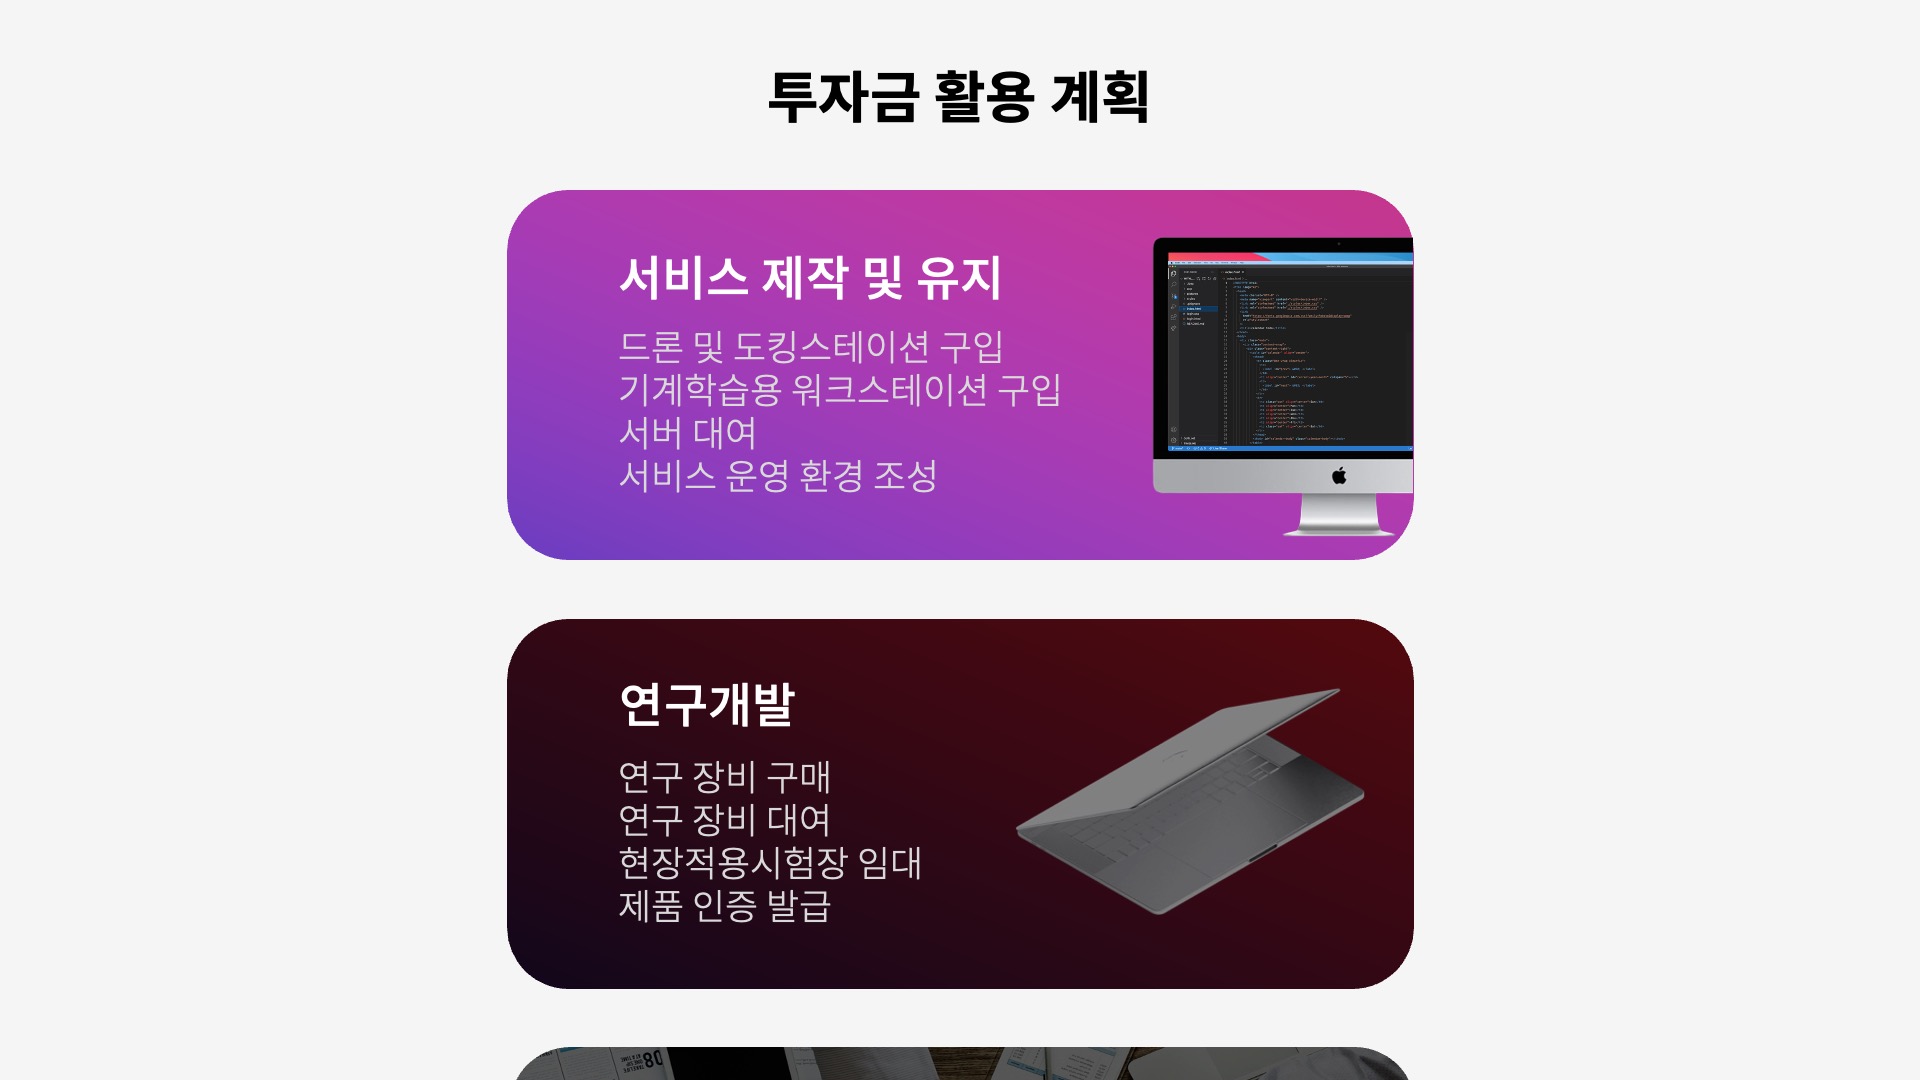 투자금 활용 계획
서비스 제작 및 유지
드론 및 도킹스테이션 구입
기계학습용 워크스테이션 구입
서버 대여
서비스 운영 환경 조성
연구개발
연구 장비 구매
연구 장비 대여
현장적용시험장 임대
제품 인증 발급
08